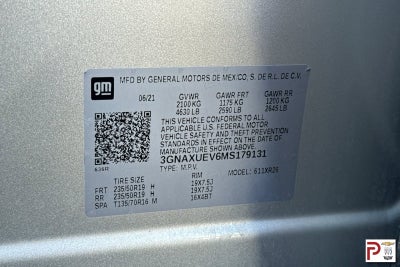 gm MFD BY GENERAL MOTORS DE MEXICO, S. DE R.L. DE C.V.
06/21 GVWR GAWR FRT GAWR RR
2100 KG 1175 KG 1200 KG
4630 LB 2590 LB 2645 LB
THIS VEHICLE CONFORMS TO ALL
APPLICABLE U.S. FEDERAL MOTOR
VEHICLE SAFETY AND THEFT PREVENTION
STANDARDS IN EFFECT ON THE DATE OF
MANUFACTURE SHOWN ABOVE.
3GNAXUEV6MS179131
TYPE: M.P.V. MODEL: 611XR26
TIRE SIZE RIM
FRT 235/50R19 H 19X7.5J
RR 235/50R19 H 19X7.5J
SPA T135/70R16 M 16X4BT
P